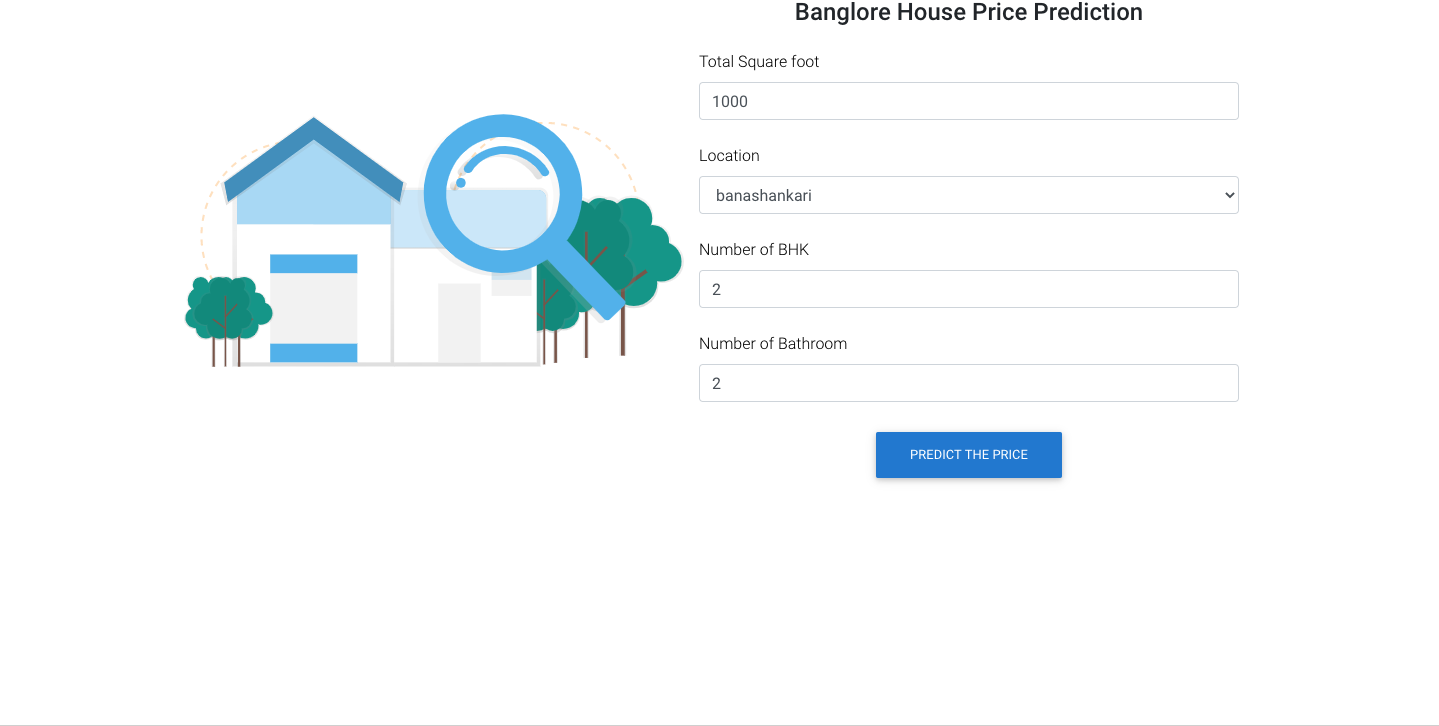 Banglore House Price Prediction
Total Square foot
1000
Location
banashankari
Number of BHK
2
Number of Bathroom
2
PREDICT THE PRICE